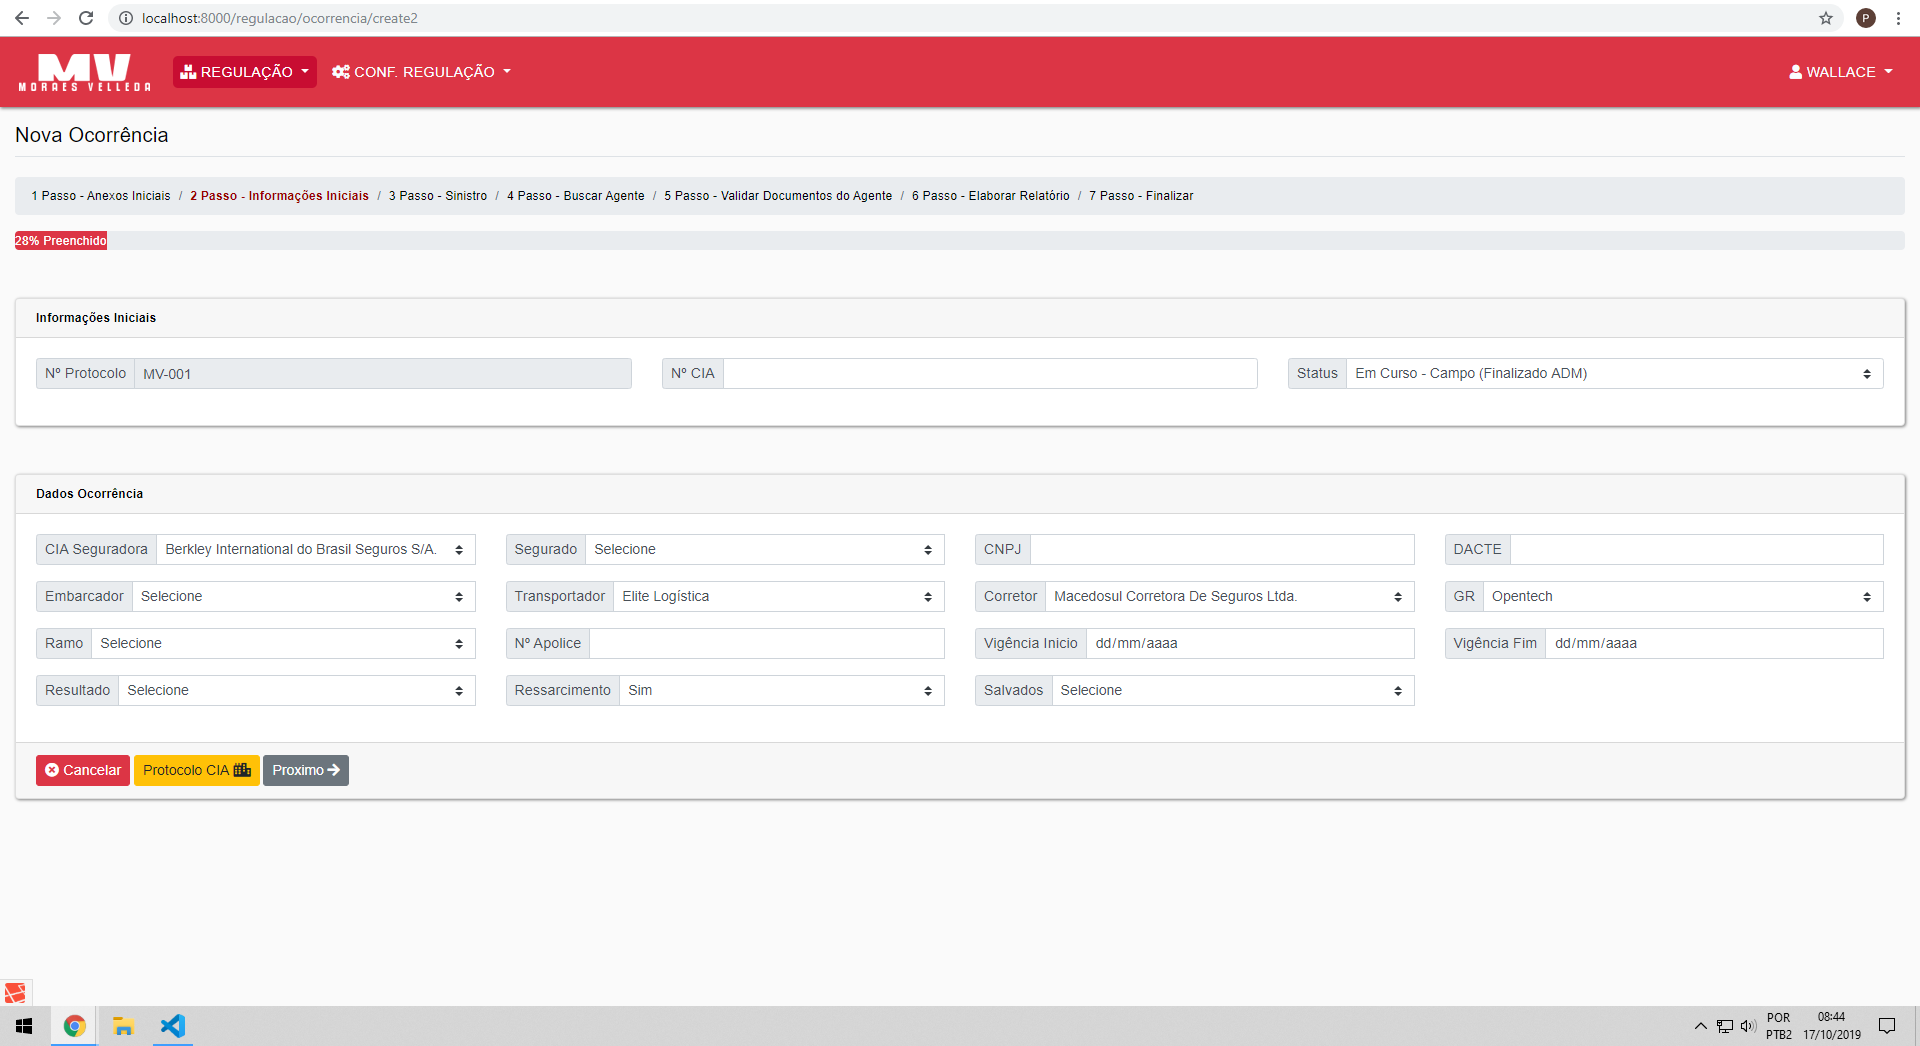 localhost:8000/regulacao/ocorrencia/create2
P
MV
MORAES VELLEDA
REGULAÇÃO
CONF. REGULAÇÃO
WALLACE
Nova Ocorrência
1 Passo - Anexos Iniciais / 2 Passo - Informações Iniciais / 3 Passo - Sinistro / 4 Passo - Buscar Agente / 5 Passo - Validar Documentos do Agente / 6 Passo - Elaborar Relatório / 7 Passo - Finalizar
28% Preenchido
Informações Iniciais
Nº Protocolo MV-001 Nº CIA Status Em Curso - Campo (Finalizado ADM)
Dados Ocorrência
CIA Seguradora Berkley International do Brasil Seguros S/A. Segurado Selecione CNPJ DACTE
Embarcador Selecione Transportador Elite Logística Corretor Macedosul Corretora De Seguros Ltda. GR Opentech
Ramo Selecione Nº Apolice Vigência Inicio dd/mm/aaaa Vigência Fim dd/mm/aaaa
Resultado Selecione Ressarcimento Sim Salvados Selecione
Cancelar Protocolo CIA Proximo
POR 08:44
PTB2 17/10/2019